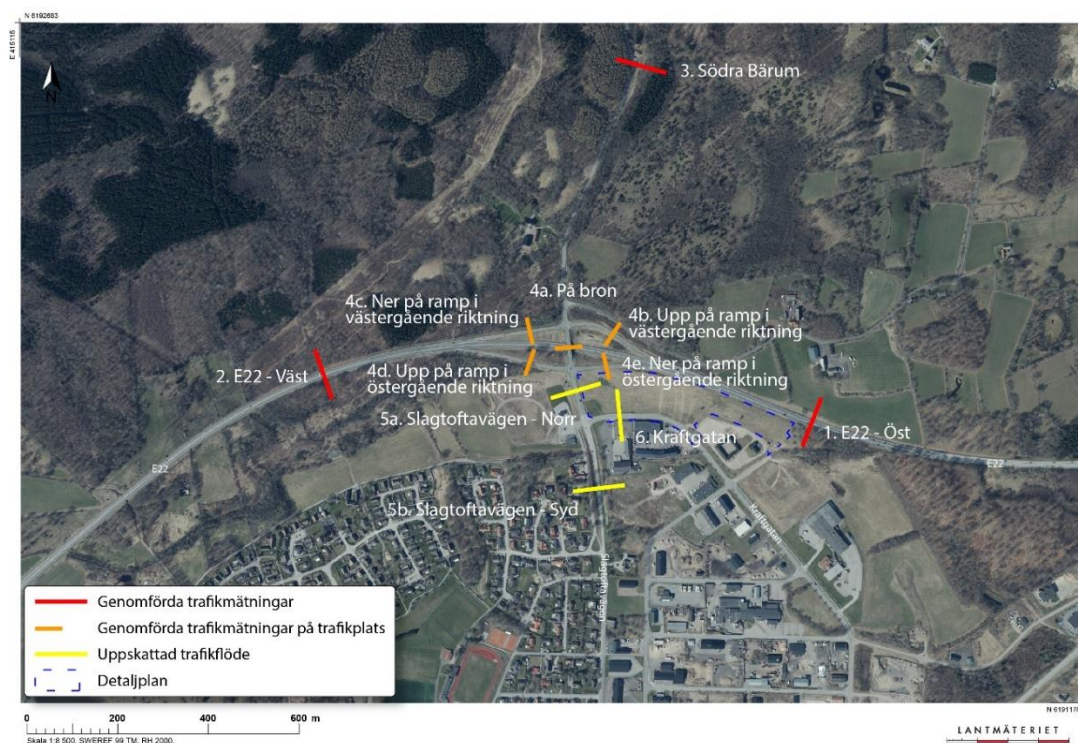 N 6192683
E 415115
N
3. Södra Bärum
4a. På bron
4c. Ner på ramp i
västergående riktning
4b. Upp på ramp i
västergående riktning
4d. Upp på ramp i
östergående riktning
4e. Ner på ramp i
östergående riktning
2. E22 - Väst
5a. Slagtoftavägen - Norr
6. Kraftgatan
1. E22 - Öst
E22
E22
5b. Slagtoftavägen - Syd
Kraftgatan
Slagtoftavägen
Genomförda trafikmätningar
Genomförda trafikmätningar på trafikplats
Uppskattad trafikflöde
Detaljplan
0 200 400 600 m
Skala 1:8 500, SWEREF 99 TM, RH 2000.
N 6191178
LANTMÄTERIET